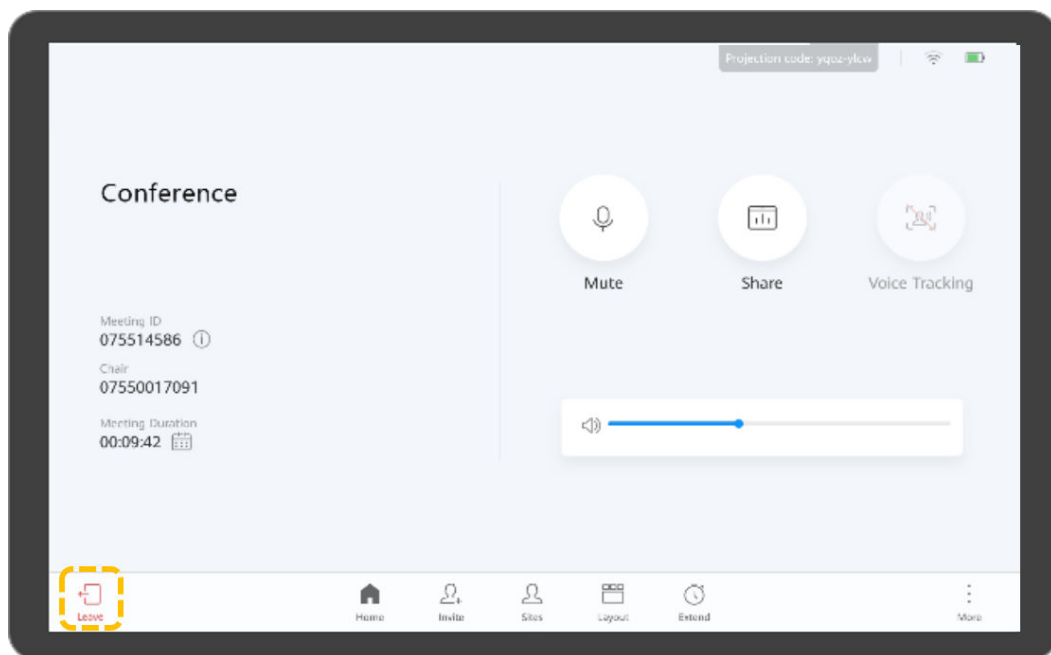 Projection code: yqoz-ylcw
Conference
Mute
Share
Voice Tracking
Meeting ID
075514586
Chair
07550017091
Meeting Duration
00:09:42
Leave
Home
Invite
Sites
Layout
Extend
More